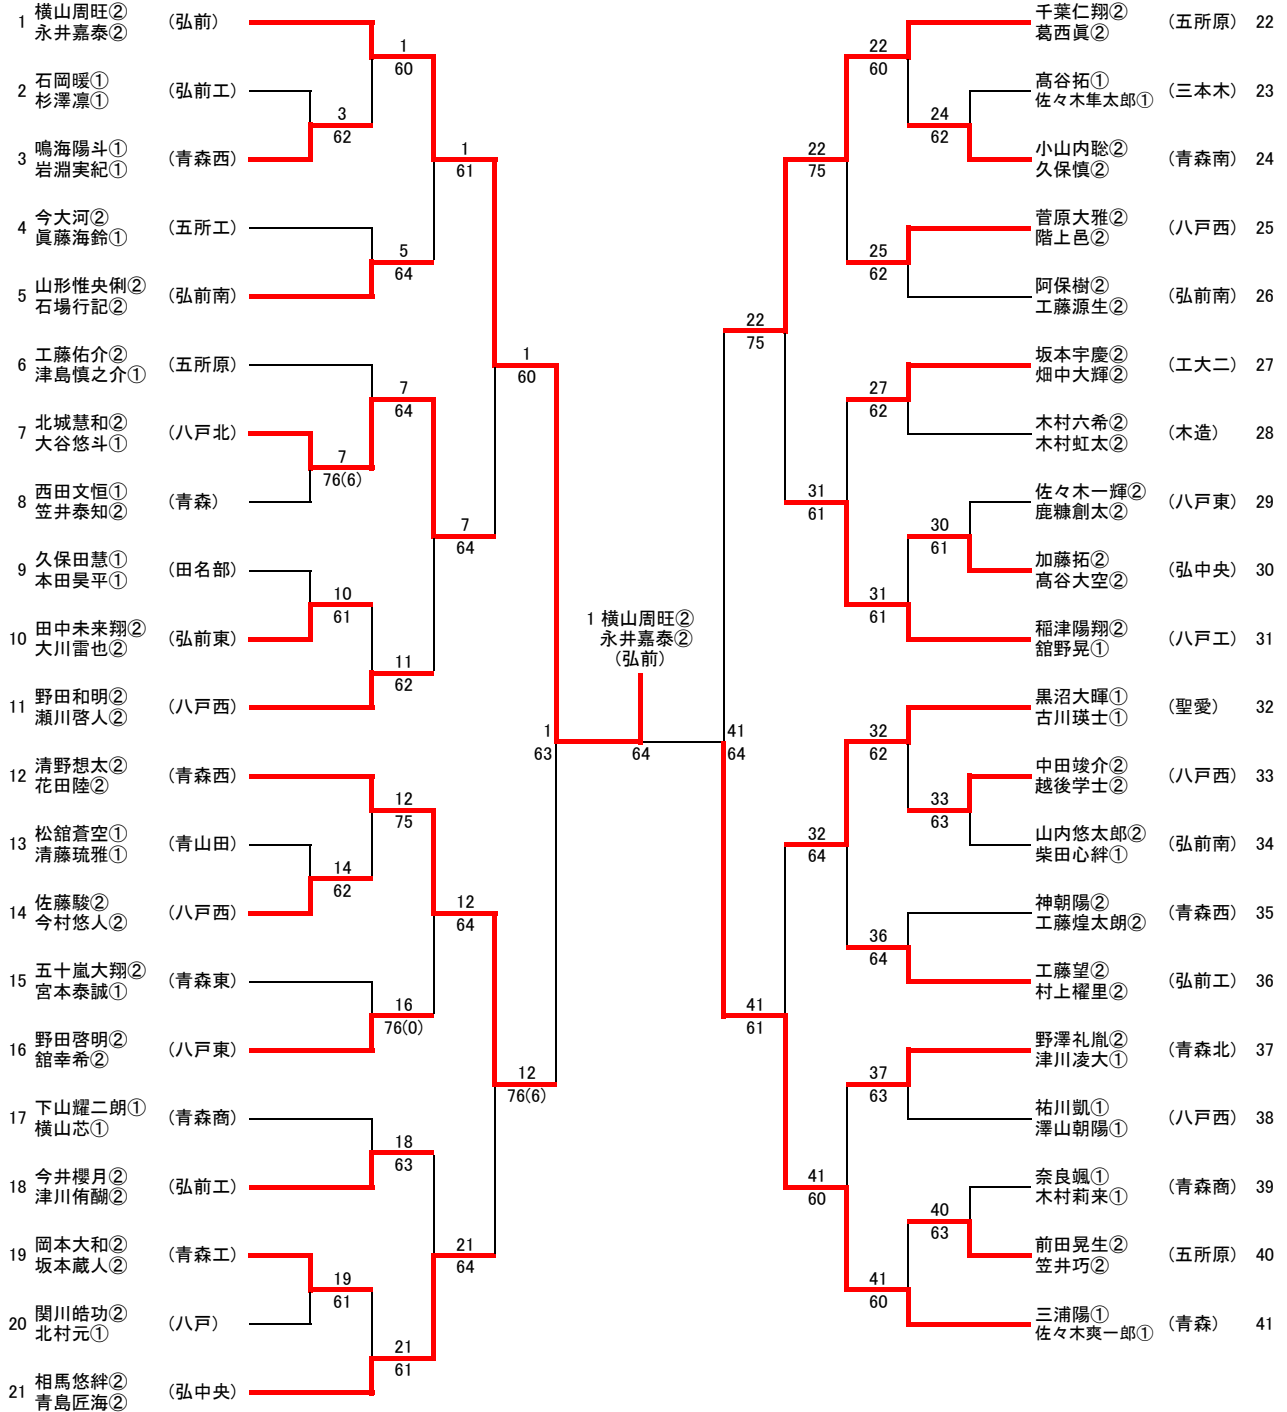 1 横山周旺② (弘前)
永井嘉泰②
2 石岡暖① (弘前工)
杉澤凛①
3 鳴海陽斗① (青森西)
岩淵実紀①
4 今大河② (五所工)
眞藤海鈴①
5 山形惟央俐② (弘前南)
石場行記②
6 工藤佑介② (五所原)
津島慎之介①
7 北城慧和② (八戸北)
大谷悠斗①
8 西田文恒① (青森)
笠井泰知②
9 久保田慧① (田名部)
本田昊平①
10 田中未来翔② (弘前東)
大川雷也②
11 野田和明② (八戸西)
瀬川啓人②
12 清野想太② (青森西)
花田陸②
13 松舘蒼空① (青山田)
清藤琉雅①
14 佐藤駿② (八戸西)
今村悠人②
15 五十嵐大翔② (青森東)
宮本泰誠①
16 野田啓明② (八戸東)
舘幸希②
17 下山耀二朗① (青森商)
横山芯①
18 今井櫻月② (弘前工)
津川侑醐②
19 岡本大和② (青森工)
坂本蔵人②
20 関川皓功② (八戸)
北村元①
21 相馬悠絆② (弘中央)
青島匠海②
3
62
7
76(6)
10
61
14
62
19
61
1
60
5
64
7
64
11
62
12
75
16
76(0)
18
63
21
61
1
61
7
64
12
64
21
64
1
60
12
76(6)
1
63
1 横山周旺②
永井嘉泰②
(弘前)
64
41
64
22
75
41
61
22
75
31
61
32
64
41
60
22
60
25
62
27
62
31
61
32
62
36
64
37
63
41
60
24
62
30
61
33
63
40
63
千葉仁翔② (五所原) 22
葛西眞②
髙谷拓① (三本木) 23
佐々木隼太郎①
小山内聡② (青森南) 24
久保慎②
菅原大雅② (八戸西) 25
階上邑②
阿保樹② (弘前南) 26
工藤源生②
坂本宇慶② (工大二) 27
畑中大輝②
木村六希② (木造) 28
木村虹太②
佐々木一輝② (八戸東) 29
鹿糠創太②
加藤拓② (弘中央) 30
髙谷大空②
稲津陽翔② (八戸工) 31
舘野晃①
黒沼大暉① (聖愛) 32
古川瑛士①
中田竣介② (八戸西) 33
越後学士②
山内悠太郎② (弘前南) 34
柴田心絆①
神朝陽② (青森西) 35
工藤煌太朗②
工藤望② (弘前工) 36
村上櫂里②
野澤礼胤② (青森北) 37
津川凌大①
祐川凱① (八戸西) 38
澤山朝陽①
奈良颯① (青森商) 39
木村莉来①
前田晃生② (五所原) 40
笠井巧②
三浦陽① (青森) 41
佐々木爽一郎①